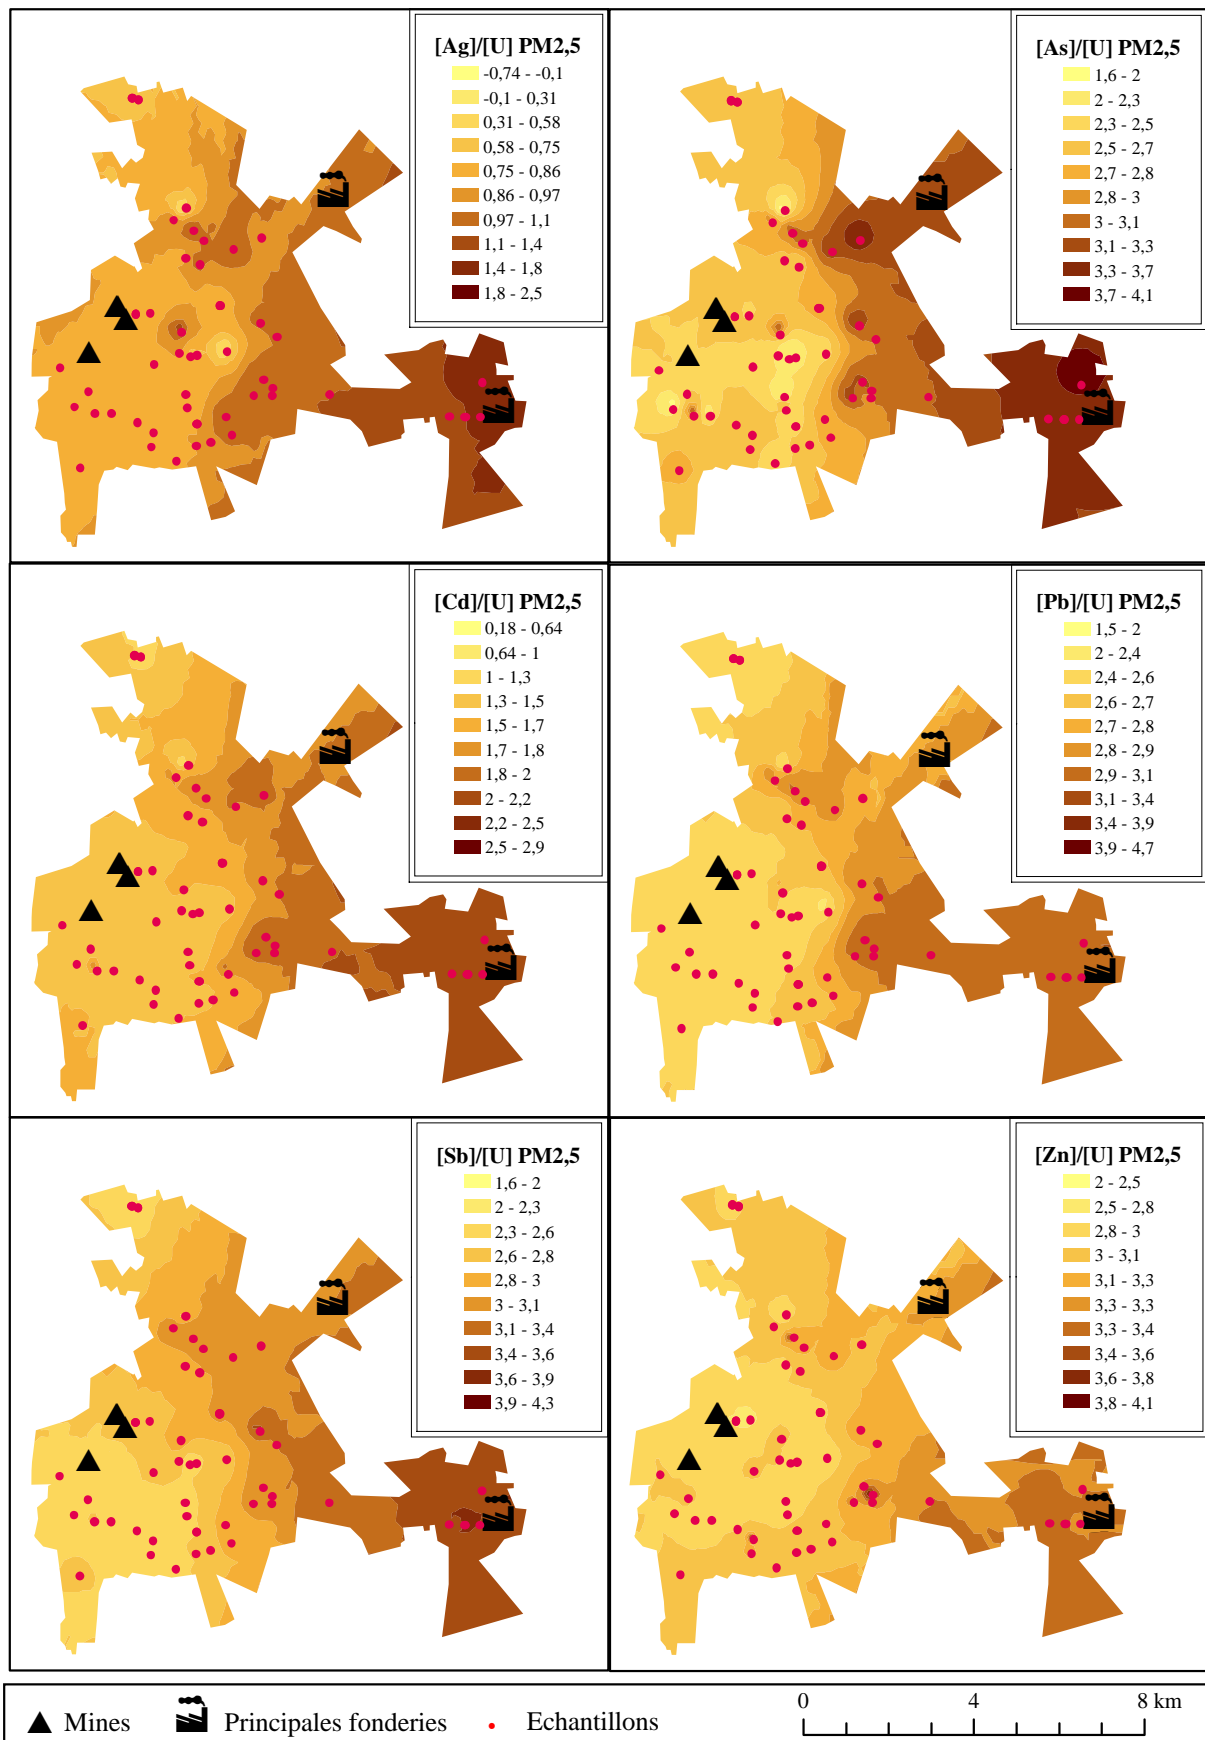 [Ag]/[U] PM2,5
-0,74 - -0,1
-0,1 - 0,31
0,31 - 0,58
0,58 - 0,75
0,75 - 0,86
0,86 - 0,97
0,97 - 1,1
1,1 - 1,4
1,4 - 1,8
1,8 - 2,5
[As]/[U] PM2,5
1,6 - 2
2 - 2,3
2,3 - 2,5
2,5 - 2,7
2,7 - 2,8
2,8 - 3
3 - 3,1
3,1 - 3,3
3,3 - 3,7
3,7 - 4,1
[Cd]/[U] PM2,5
0,18 - 0,64
0,64 - 1
1 - 1,3
1,3 - 1,5
1,5 - 1,7
1,7 - 1,8
1,8 - 2
2 - 2,2
2,2 - 2,5
2,5 - 2,9
[Pb]/[U] PM2,5
1,5 - 2
2 - 2,4
2,4 - 2,6
2,6 - 2,7
2,7 - 2,8
2,8 - 2,9
2,9 - 3,1
3,1 - 3,4
3,4 - 3,9
3,9 - 4,7
[Sb]/[U] PM2,5
1,6 - 2
2 - 2,3
2,3 - 2,6
2,6 - 2,8
2,8 - 3
3 - 3,1
3,1 - 3,4
3,4 - 3,6
3,6 - 3,9
3,9 - 4,3
[Zn]/[U] PM2,5
2 - 2,5
2,5 - 2,8
2,8 - 3
3 - 3,1
3,1 - 3,3
3,3 - 3,3
3,3 - 3,4
3,4 - 3,6
3,6 - 3,8
3,8 - 4,1
Mines
Principales fonderies
Echantillons
0 4 8 km